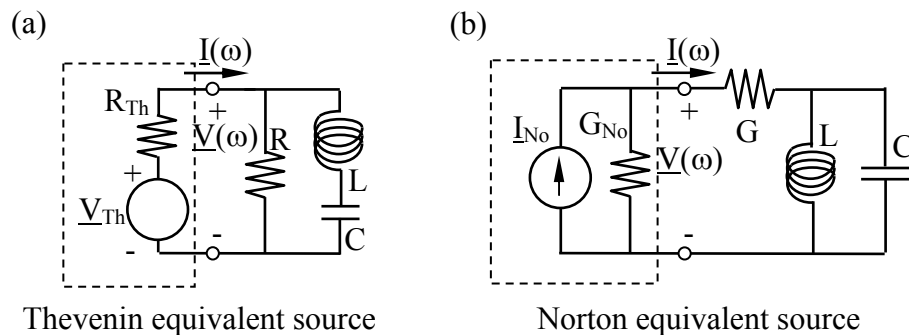 (a)
I(ω)
R_Th
+
V(ω)
R
+
L
V_Th
-
-
C
Thevenin equivalent source
(b)
I(ω)
+
I_No
G_No
G
L
C
V(ω)
-
Norton equivalent source